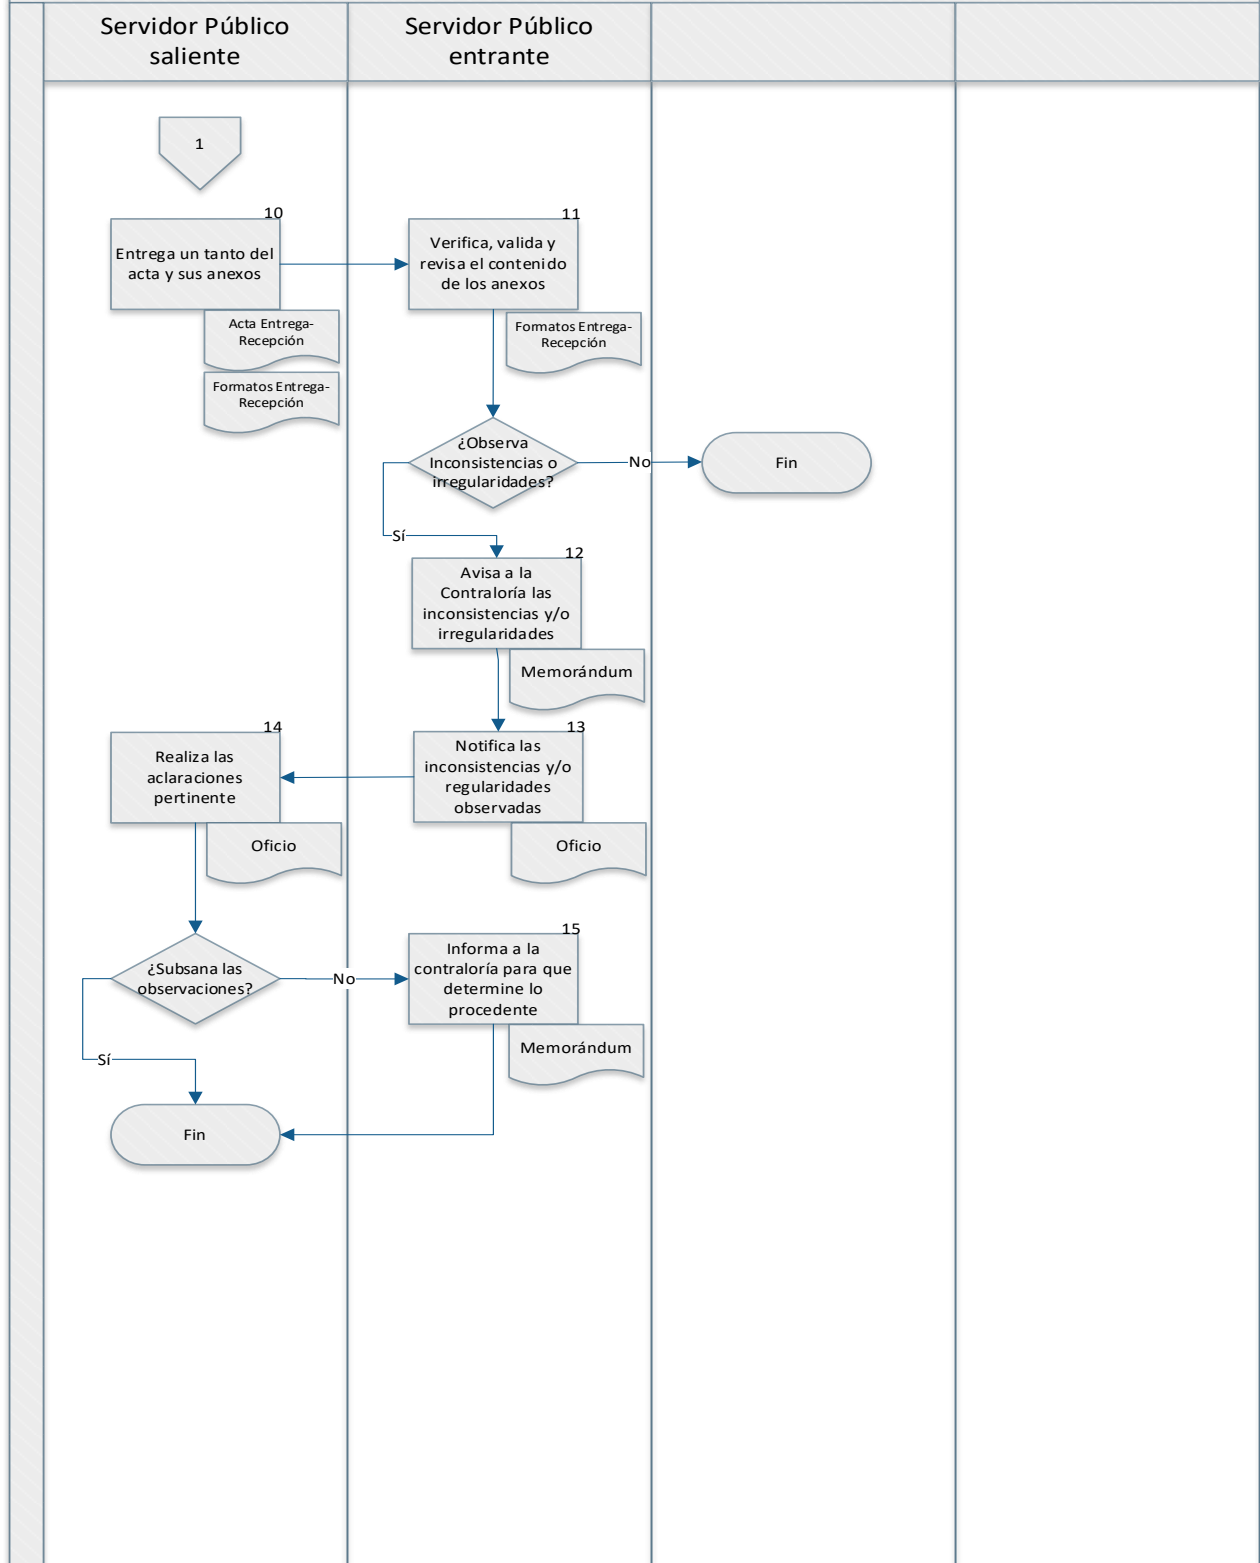 Servidor Público
saliente
Servidor Público
entrante
1
10
Entrega un tanto del
acta y sus anexos
Acta Entrega-
Recepción
Formatos Entrega-
Recepción
11
Verifica, valida y
revisa el contenido
de los anexos
Formatos Entrega-
Recepción
¿Observa
Inconsistencias o
irregularidades?
No
Fin
Sí
12
Avisa a la
Contraloría las
inconsistencias y/o
irregularidades
Memorándum
13
Notifica las
inconsistencias y/o
regularidades
observadas
Oficio
14
Realiza las
aclaraciones
pertinente
Oficio
¿Subsana las
observaciones?
No
15
Informa a la
contraloría para que
determine lo
procedente
Memorándum
Sí
Fin